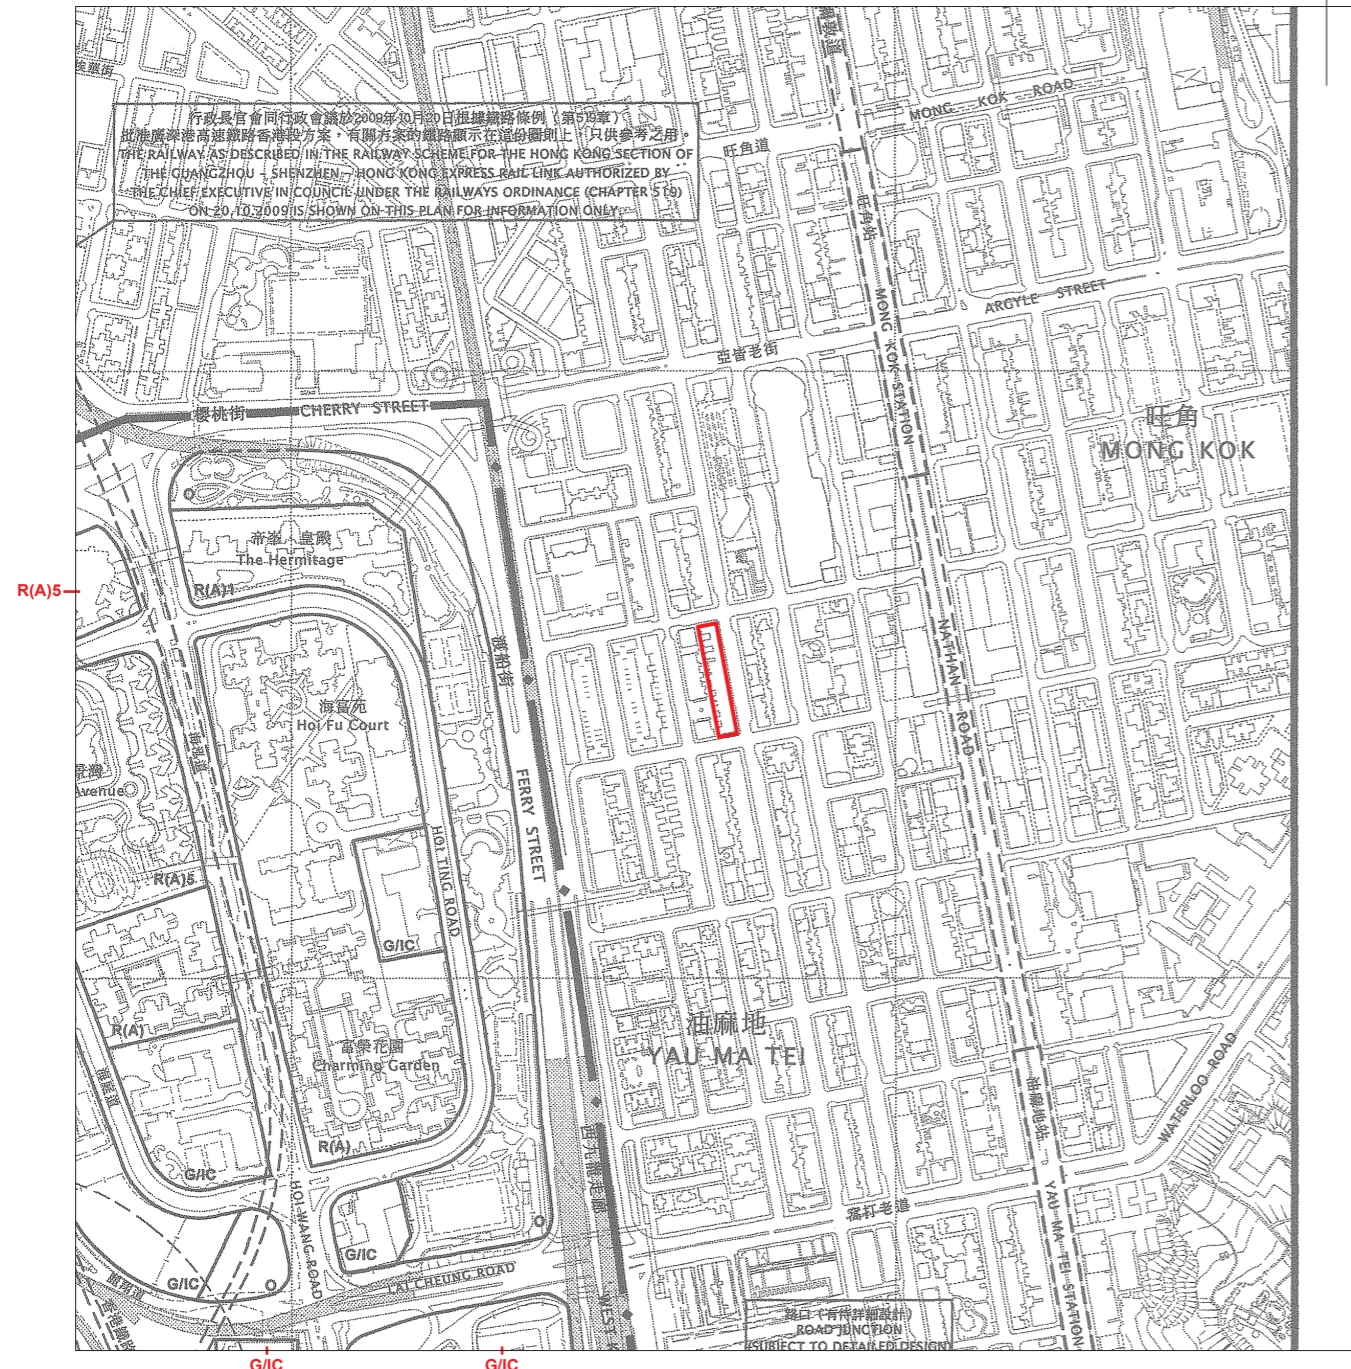 行政長官會同行政會議於2009年10月20日根據鐵路條例（第519章）
批准廣深港高速鐵路香港段方案，有關方案的鐵路顯示在這份圖則上，只供參考之用。
THE RAILWAY AS DESCRIBED IN THE RAILWAY SCHEME FOR THE HONG KONG SECTION OF
THE GUANGZHOU - SHENZHEN - HONG KONG EXPRESS RAIL LINK AUTHORIZED BY
THE CHIEF EXECUTIVE IN COUNCIL UNDER THE RAILWAYS ORDINANCE (CHAPTER 519)
ON 20.10.2009 IS SHOWN ON THIS PLAN FOR INFORMATION ONLY.
MONG KOK ROAD
旺角道
旺角站
MONG KOK STATION
ARGYLE STREET
亞皆老街
櫻桃街
CHERRY STREET
旺角
MONG KOK
O
帝峯．皇殿
The Hermitage
R(A)1
R(A)5
渡船街
FERRY STREET
NATHAN ROAD
海富苑
Hoi Fu Court
海泓道
Avenue
HOI TING ROAD
R(A)5
G/IC
油麻地
YAU MA TEI
R(A)
富榮花園
Charming Garden
R(A)
G/IC
油麻地站
YAU MA TEI STATION
WATERLOO ROAD
窩打老道
西九龍走廊
WEST K
HOI WANG ROAD
O
G/IC
G/IC
O
LAI CHEUNG ROAD
路口（有待詳細設計）
ROAD JUNCTION
(SUBJECT TO DETAILED DESIGN)
G/IC
G/IC